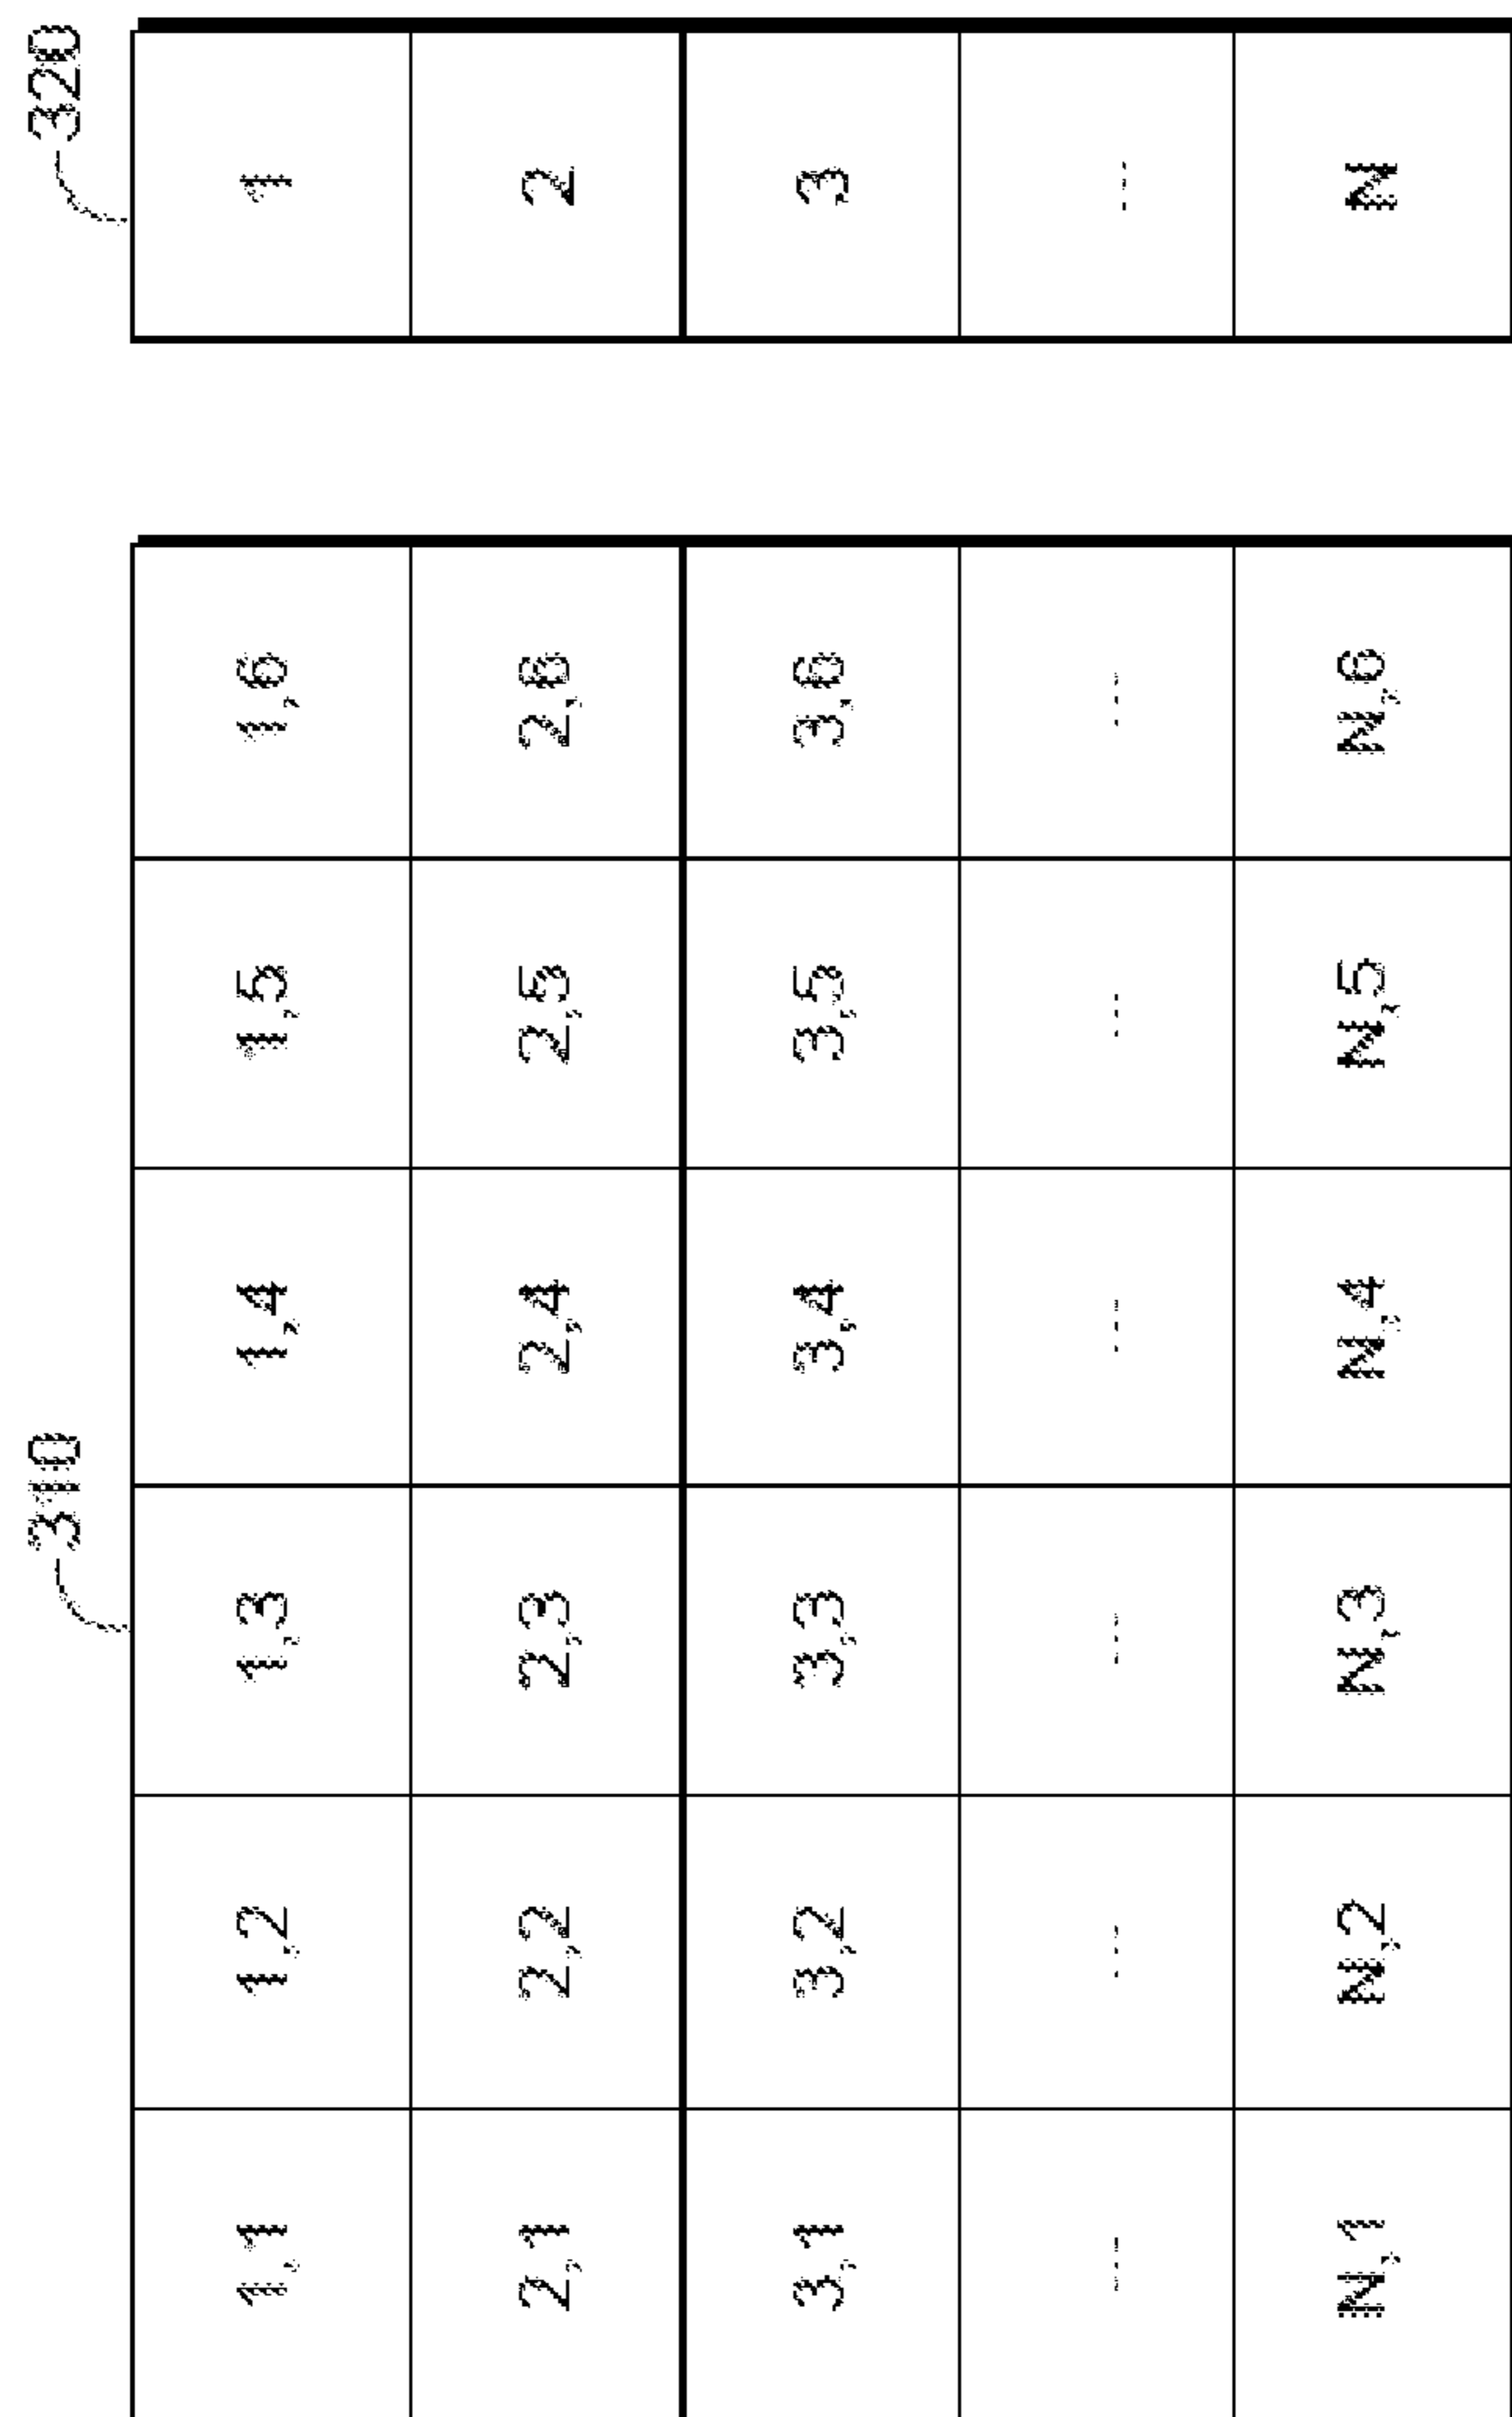 310 320
1,1 1,2 1,3 1,4 1,5 1,6 1
2,1 2,2 2,3 2,4 2,5 2,6 2
3,1 3,2 3,3 3,4 3,5 3,6 3
... ... ... ... ... ... ...
N,1 N,2 N,3 N,4 N,5 N,6 N